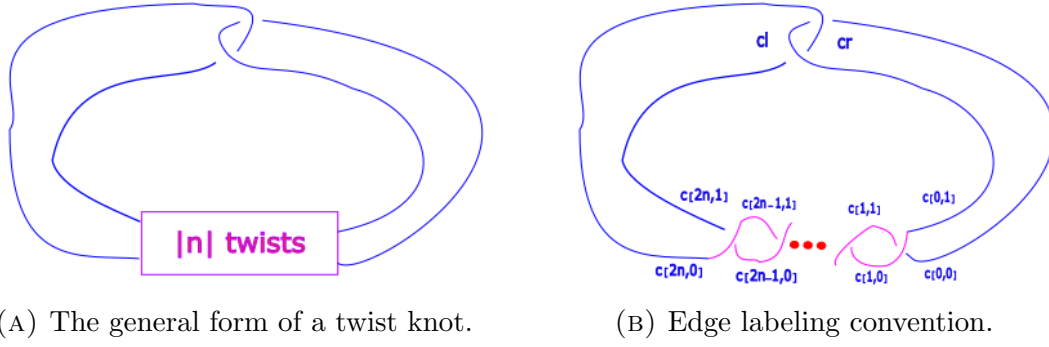 cl cr
c[2n,1] c[2n-1,1] c[1,1] c[0,1]
|n| twists
c[2n,0] c[2n-1,0] c[1,0] c[0,0]
(A) The general form of a twist knot.
(B) Edge labeling convention.